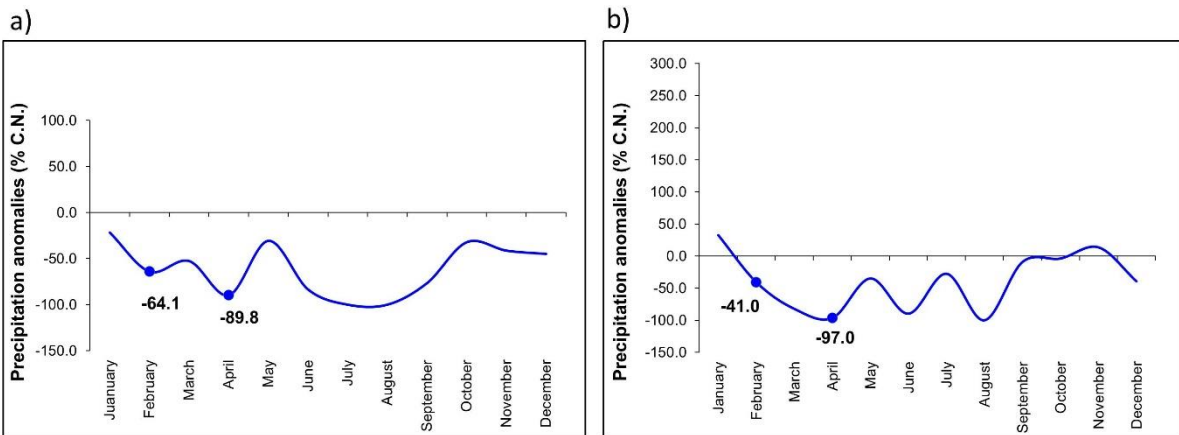 a)
Precipitation anomalies (% C.N.)
100.0
50.0
0.0
-50.0
-100.0
-150.0
-64.1
-89.8
Juanuary
February
March
April
May
June
July
August
September
October
November
December
b)
Precipitation anomalies (% C.N.)
300.0
250.0
200.0
150.0
100.0
50.0
0.0
-50.0
-100.0
-150.0
-41.0
-97.0
January
February
March
April
May
June
July
August
September
October
November
December